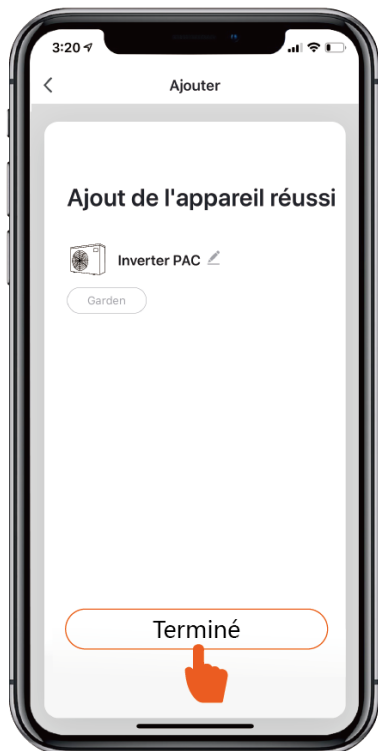 3:20
Ajouter
Ajout de l'appareil réussi
Inverter PAC
Garden
Terminé